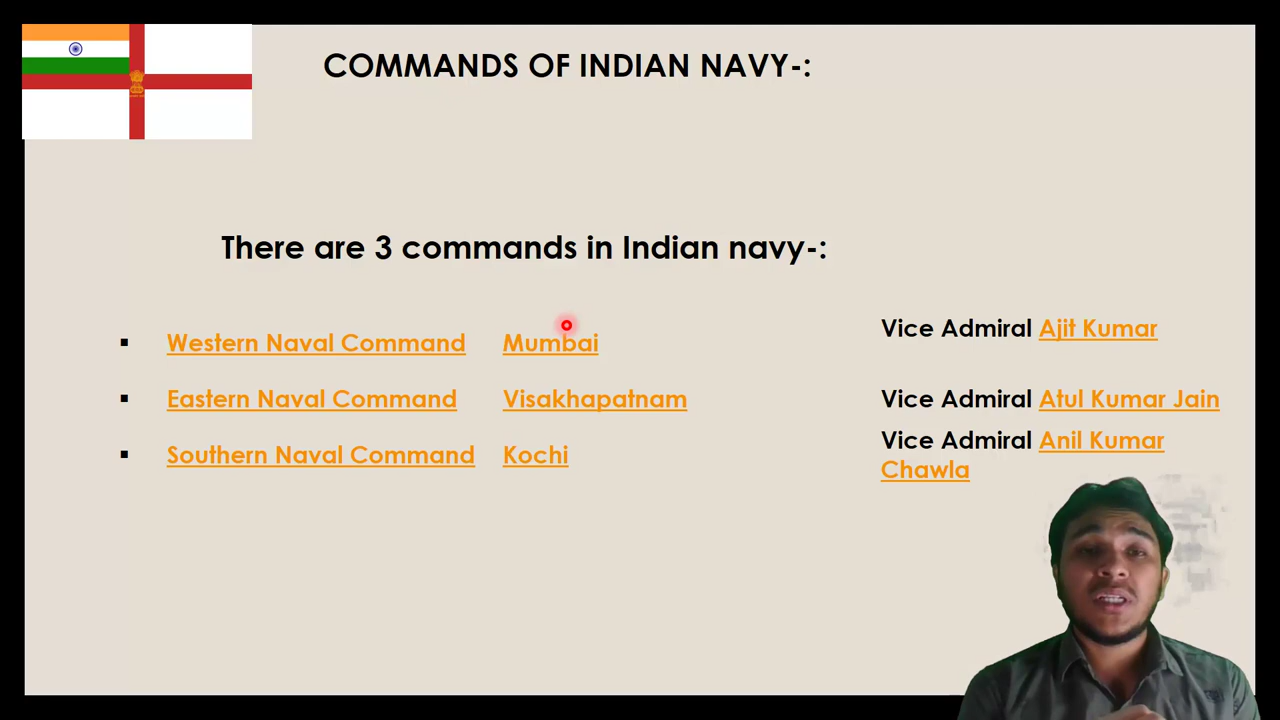 COMMANDS OF INDIAN NAVY-:
There are 3 commands in Indian navy-:
▪ Western Naval Command Mumbai Vice Admiral Ajit Kumar
▪ Eastern Naval Command Visakhapatnam Vice Admiral Atul Kumar Jain
▪ Southern Naval Command Kochi Vice Admiral Anil Kumar
Chawla